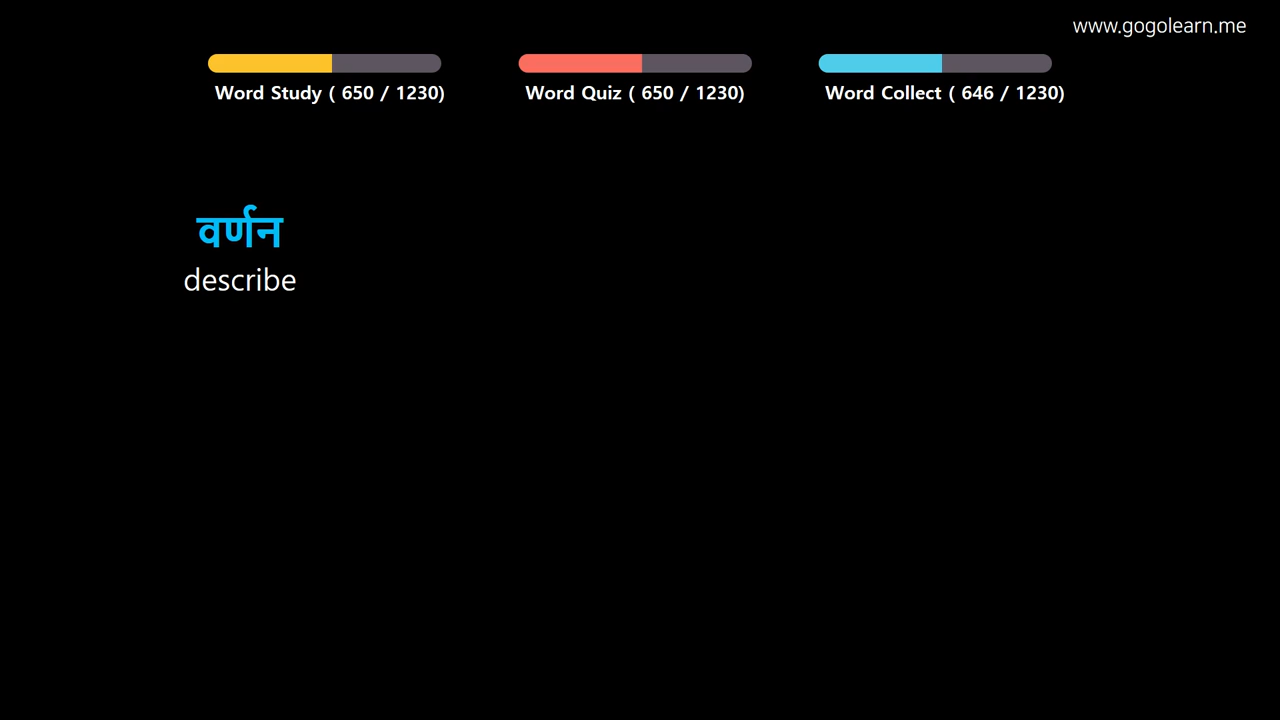 www.gogolearn.me
Word Study ( 650 / 1230)
Word Quiz ( 650 / 1230)
Word Collect ( 646 / 1230)
वर्णन
describe